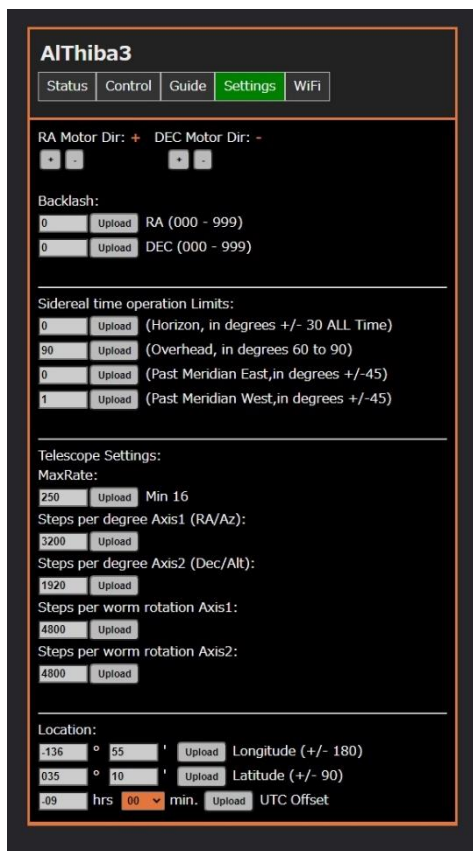 AlThiba3
Status Control Guide Settings WiFi
RA Motor Dir: + DEC Motor Dir: -
+ - + -
Backlash:
0 Upload RA (000 - 999)
0 Upload DEC (000 - 999)
Sidereal time operation Limits:
0 Upload (Horizon, in degrees +/- 30 ALL Time)
90 Upload (Overhead, in degrees 60 to 90)
0 Upload (Past Meridian East,in degrees +/-45)
1 Upload (Past Meridian West,in degrees +/-45)
Telescope Settings:
MaxRate:
250 Upload Min 16
Steps per degree Axis1 (RA/Az):
3200 Upload
Steps per degree Axis2 (Dec/Alt):
1920 Upload
Steps per worm rotation Axis1:
4800 Upload
Steps per worm rotation Axis2:
4800 Upload
Location:
-136 ° 55 ' Upload Longitude (+/- 180)
035 ° 10 ' Upload Latitude (+/- 90)
-09 hrs 00 min. Upload UTC Offset